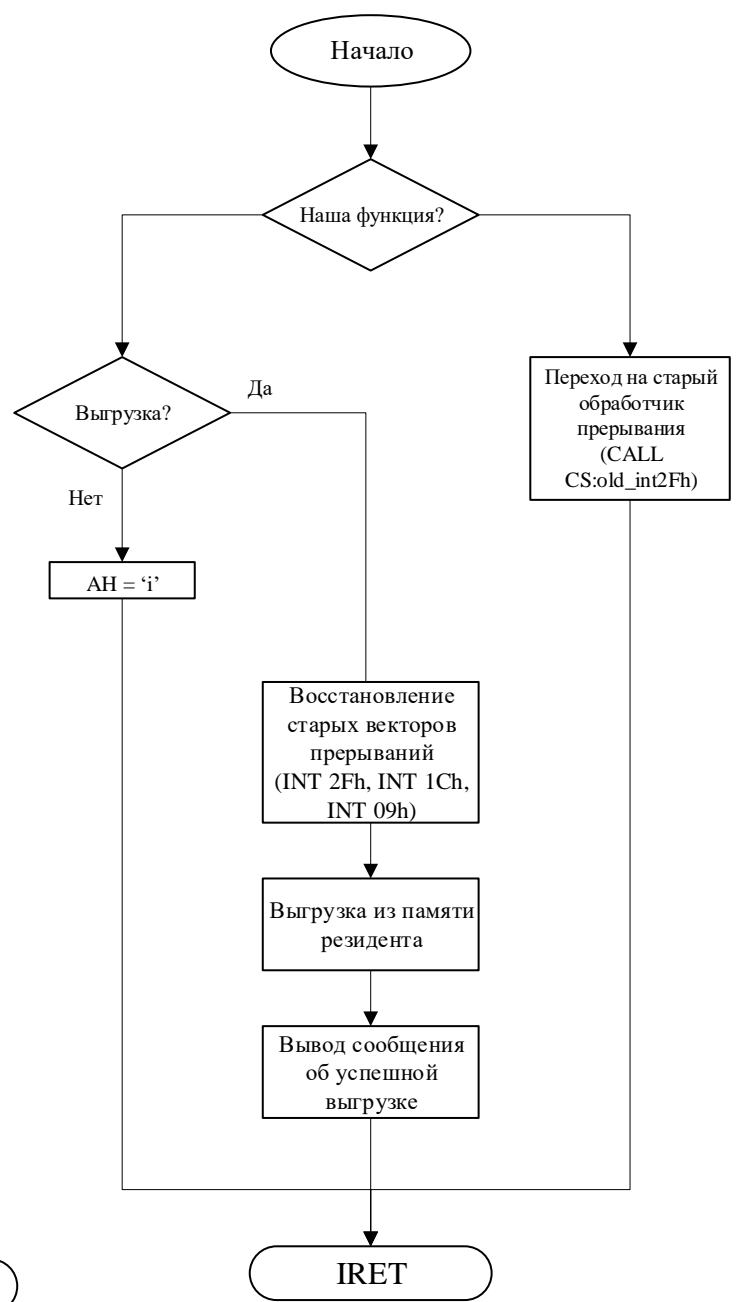 Начало
Наша функция?
Выгрузка?
Да
Переход на старый
обработчик
прерывания
(CALL
CS:old_int2Fh)
Нет
AH = ‘i’
Восстановление
старых векторов
прерываний
(INT 2Fh, INT 1Ch,
INT 09h)
Выгрузка из памяти
резидента
Вывод сообщения
об успешной
выгрузке
IRET